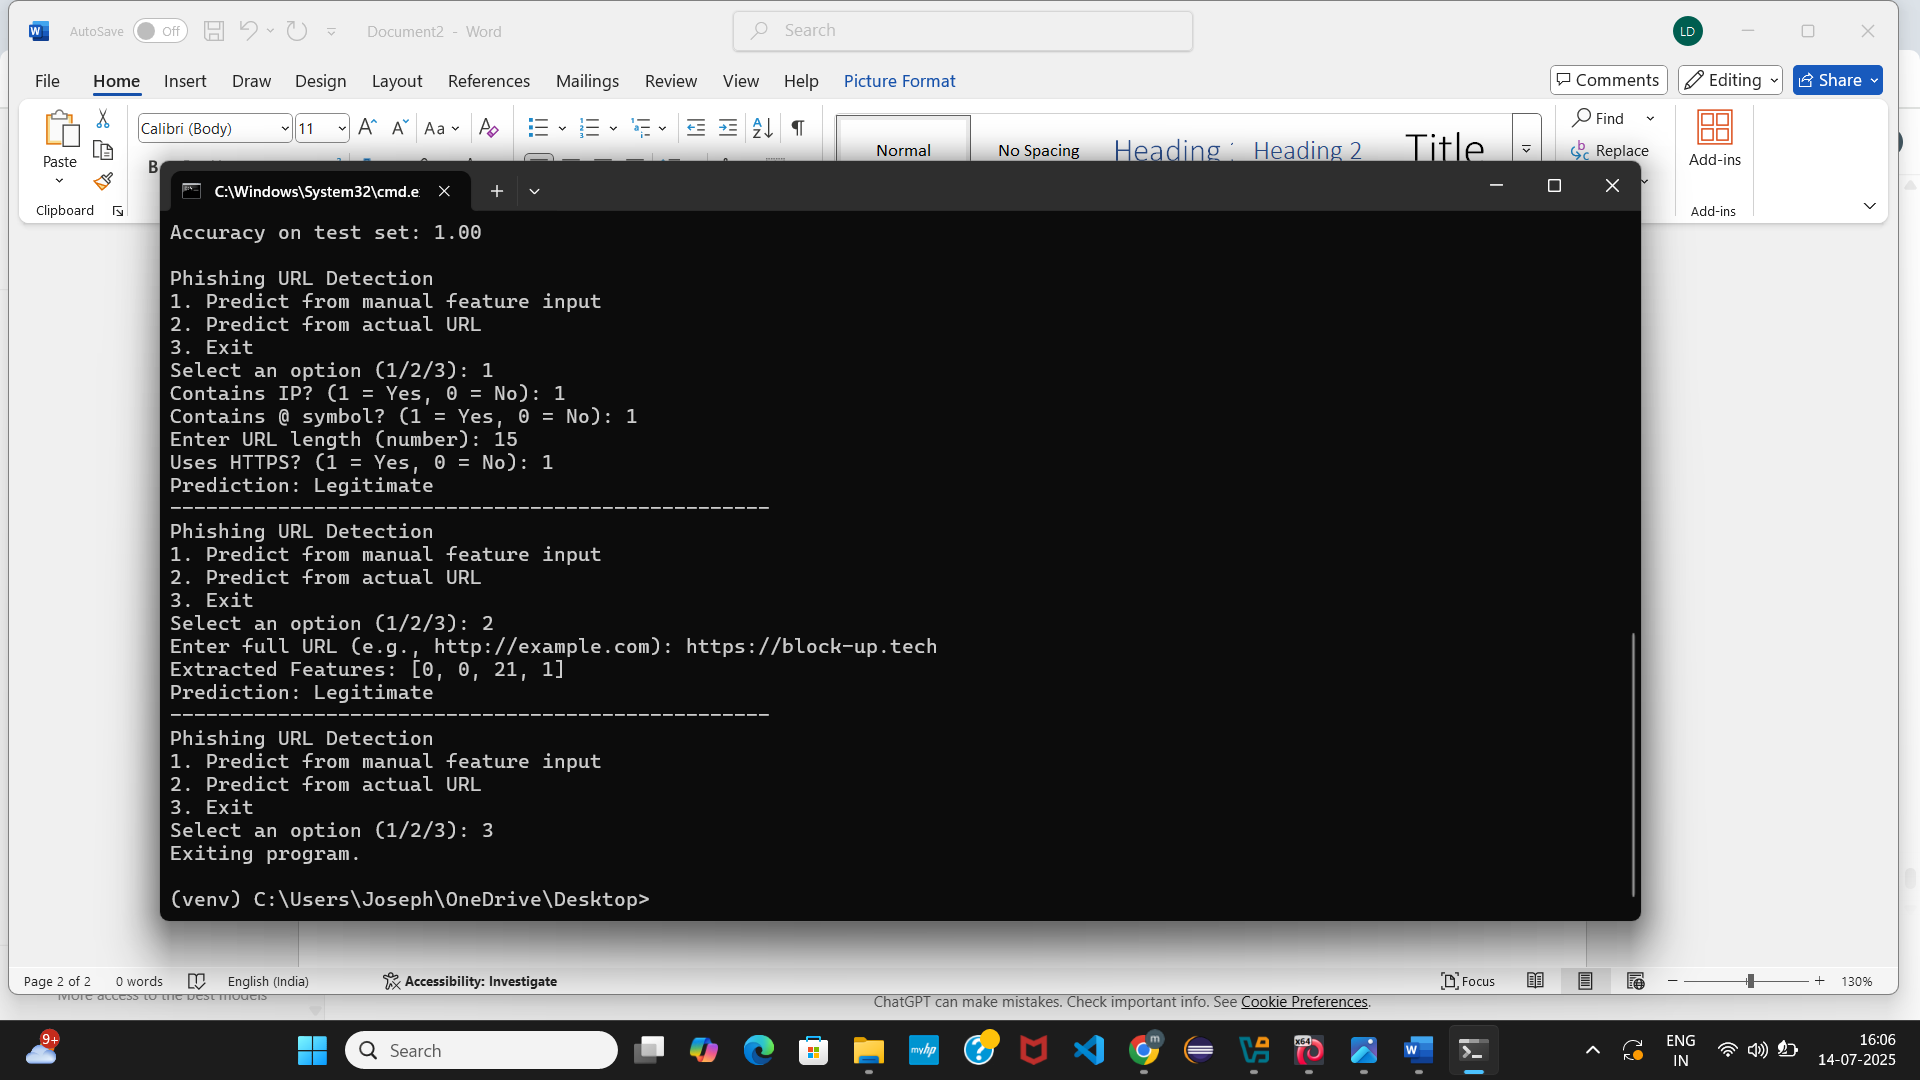 AutoSave Off Document2 - Word Search LD
File Home Insert Draw Design Layout References Mailings Review View Help Picture Format Comments Editing Share
Paste Calibri (Body) 11 Aa Normal No Spacing Heading Heading 2 Title Find Replace Add-ins
Clipboard Add-ins
C:\Windows\System32\cmd.e
Accuracy on test set: 1.00
Phishing URL Detection
1. Predict from manual feature input
2. Predict from actual URL
3. Exit
Select an option (1/2/3): 1
Contains IP? (1 = Yes, 0 = No): 1
Contains @ symbol? (1 = Yes, 0 = No): 1
Enter URL length (number): 15
Uses HTTPS? (1 = Yes, 0 = No): 1
Prediction: Legitimate
--------------------------------------------------
Phishing URL Detection
1. Predict from manual feature input
2. Predict from actual URL
3. Exit
Select an option (1/2/3): 2
Enter full URL (e.g., http://example.com): https://block-up.tech
Extracted Features: [0, 0, 21, 1]
Prediction: Legitimate
--------------------------------------------------
Phishing URL Detection
1. Predict from manual feature input
2. Predict from actual URL
3. Exit
Select an option (1/2/3): 3
Exiting program.
(venv) C:\Users\Joseph\OneDrive\Desktop>
Page 2 of 2 0 words English (India) Accessibility: Investigate Focus 130%
More access to the best models
ChatGPT can make mistakes. Check important info. See Cookie Preferences.
9+ Search ENG IN 16:06
14-07-2025